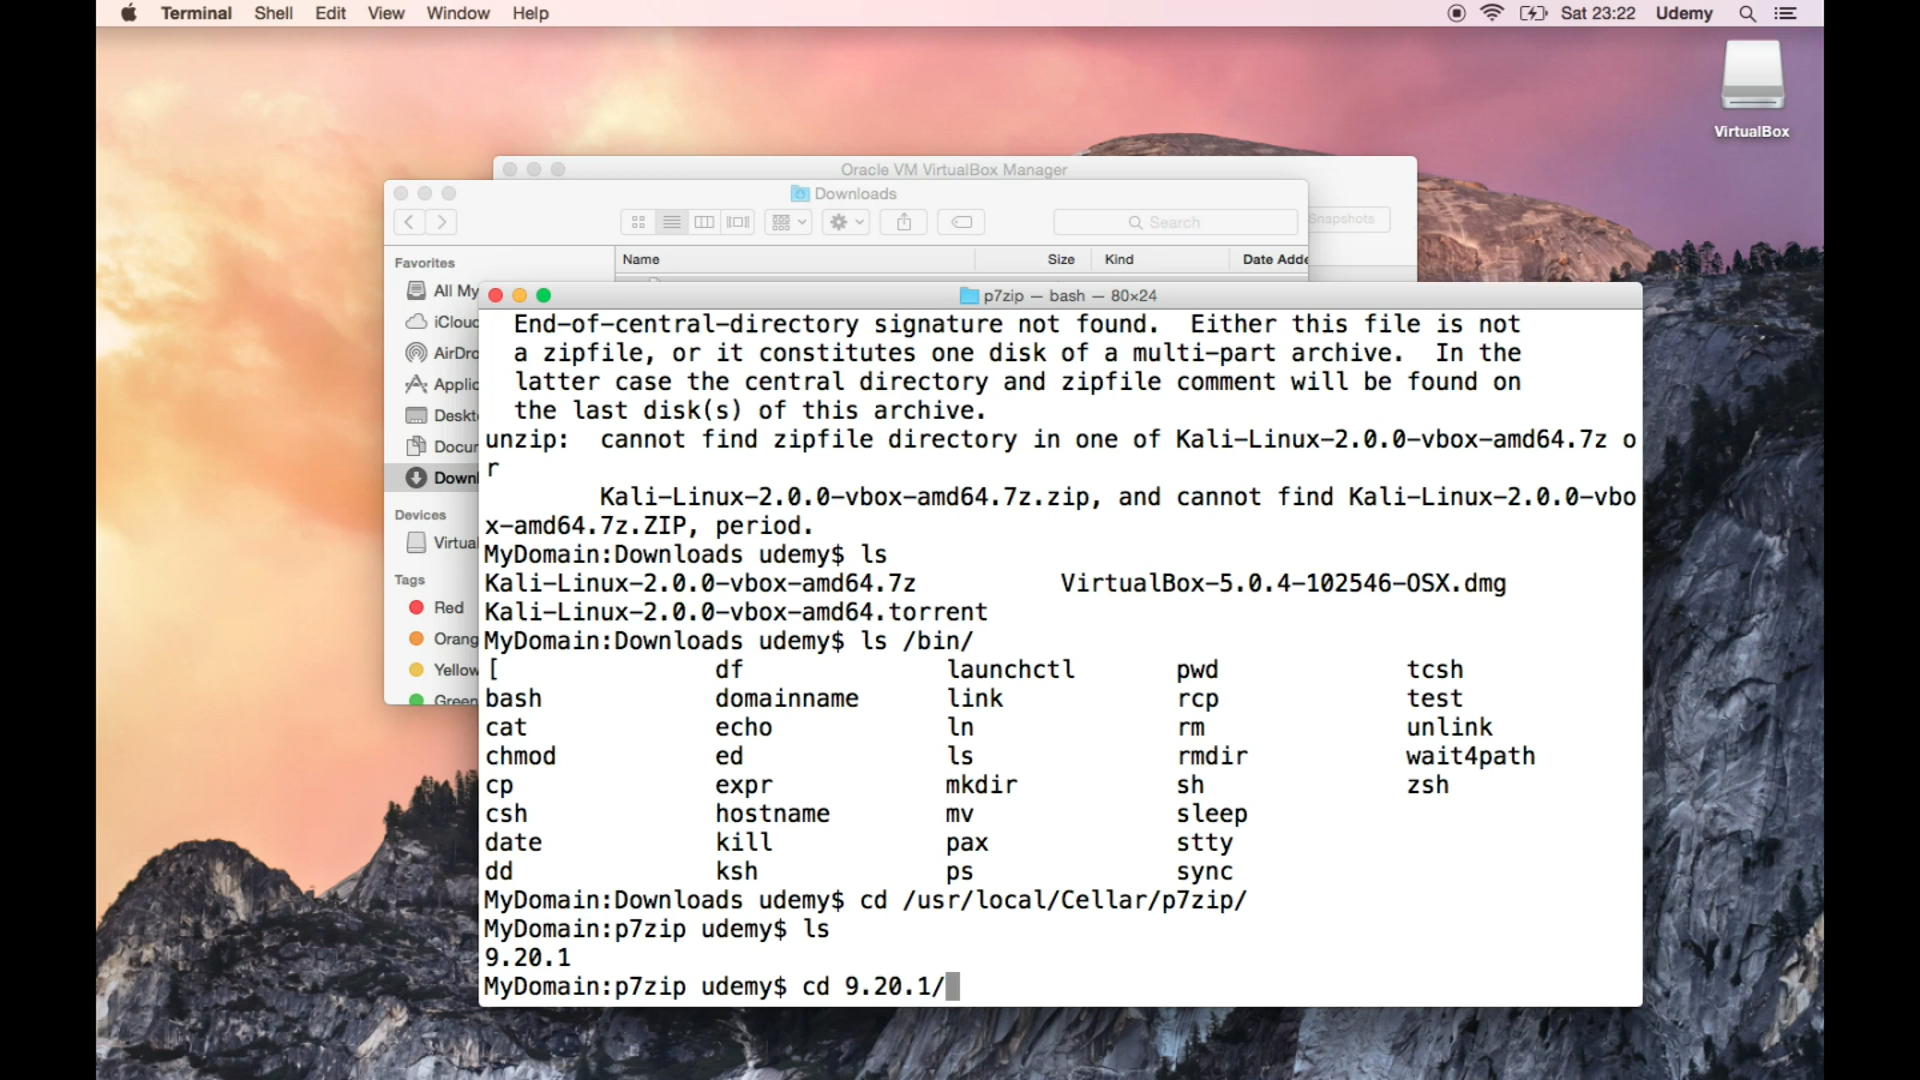 Terminal Shell Edit View Window Help Sat 23:22 Udemy
VirtualBox
Oracle VM VirtualBox Manager
Downloads
Search
Snapshots
Favorites
Name Size Kind Date Adde
All My
iCloud
AirDro
Applic
Deskt
Docun
Downl
Devices
Virtual
Tags
Red
Orang
Yellow
Green
p7zip — bash — 80×24
End-of-central-directory signature not found. Either this file is not
a zipfile, or it constitutes one disk of a multi-part archive. In the
latter case the central directory and zipfile comment will be found on
the last disk(s) of this archive.
unzip: cannot find zipfile directory in one of Kali-Linux-2.0.0-vbox-amd64.7z o
r
Kali-Linux-2.0.0-vbox-amd64.7z.zip, and cannot find Kali-Linux-2.0.0-vbo
x-amd64.7z.ZIP, period.
MyDomain:Downloads udemy$ ls
Kali-Linux-2.0.0-vbox-amd64.7z VirtualBox-5.0.4-102546-OSX.dmg
Kali-Linux-2.0.0-vbox-amd64.torrent
MyDomain:Downloads udemy$ ls /bin/
[ df launchctl pwd tcsh
bash domainname link rcp test
cat echo ln rm unlink
chmod ed ls rmdir wait4path
cp expr mkdir sh zsh
csh hostname mv sleep
date kill pax stty
dd ksh ps sync
MyDomain:Downloads udemy$ cd /usr/local/Cellar/p7zip/
MyDomain:p7zip udemy$ ls
9.20.1
MyDomain:p7zip udemy$ cd 9.20.1/